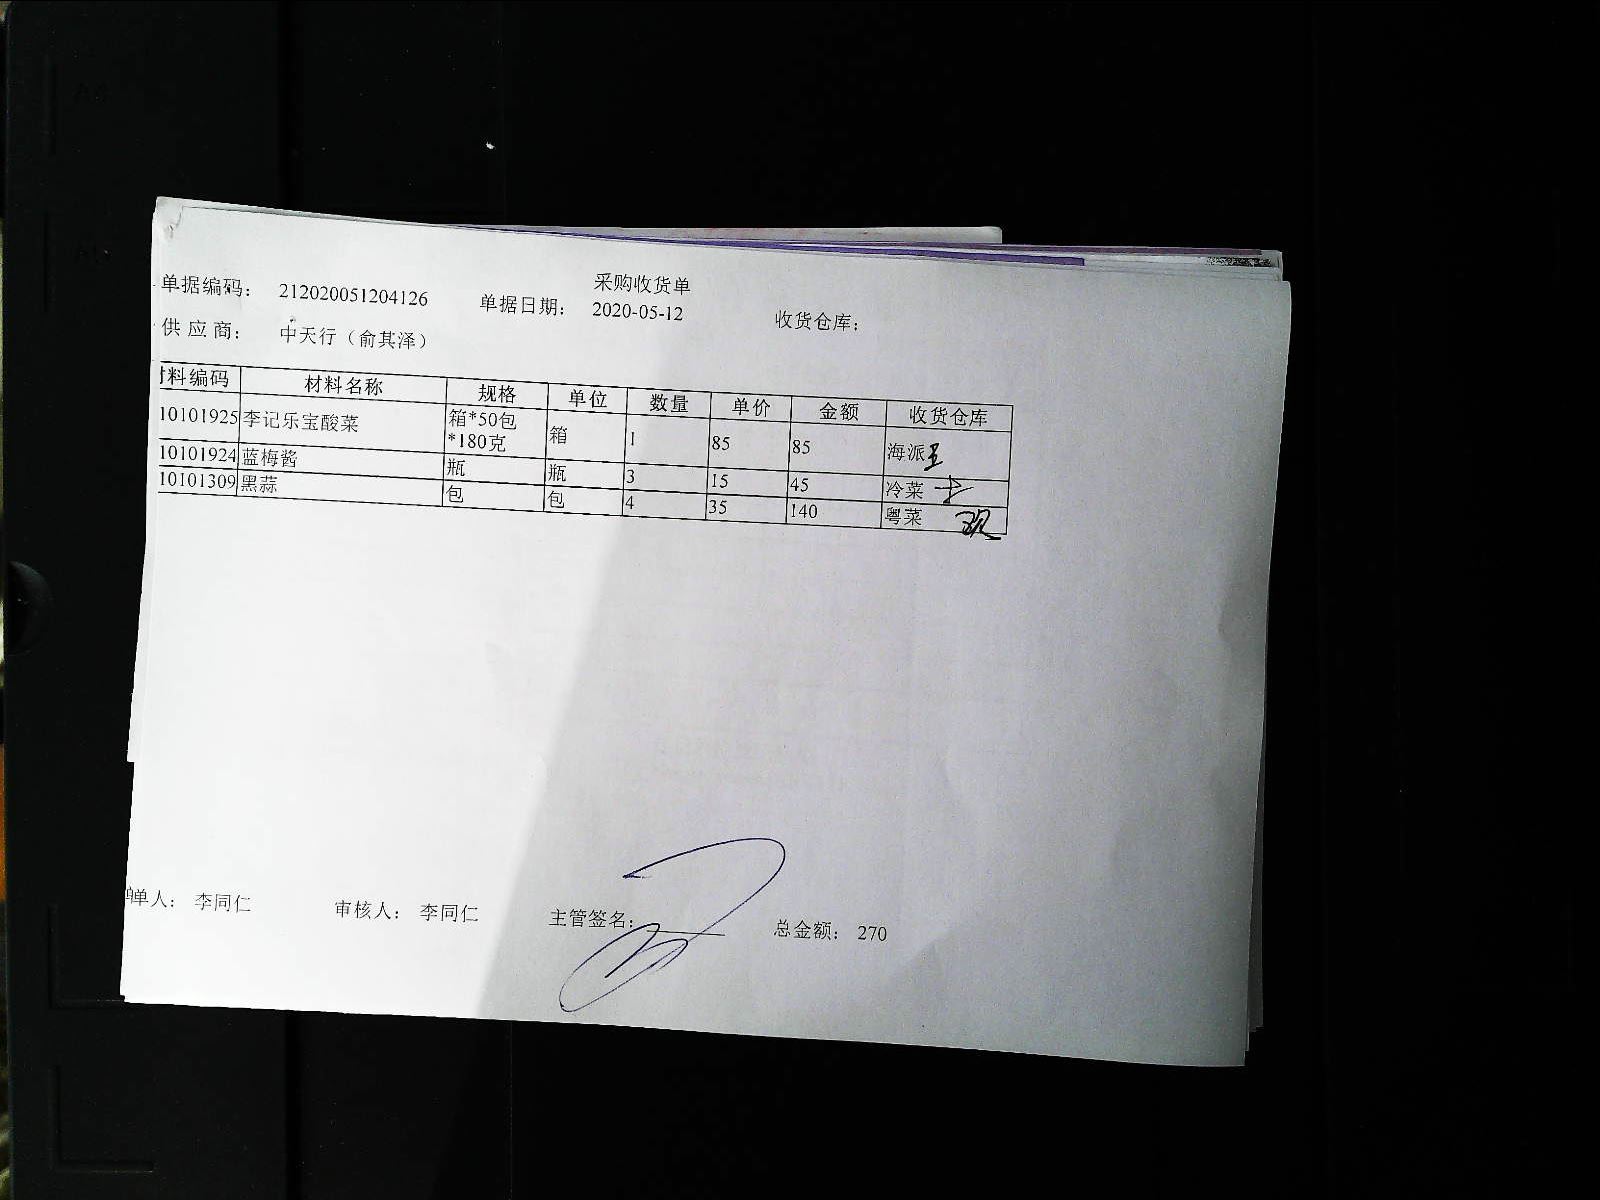 采购收货单
单据编码： 212020051204126 单据日期： 2020-05-12 收货仓库：
供应商： 中天行（俞其泽）
材料编码 材料名称 规格 单位 数量 单价 金额 收货仓库
10101925 李记乐宝酸菜 箱*50包*180克 箱 1 85 85 海派
10101924 蓝梅酱 瓶 瓶 3 15 45 冷菜
10101309 黑蒜 包 包 4 35 140 粤菜
单人： 李同仁 审核人： 李同仁 主管签名： 总金额： 270